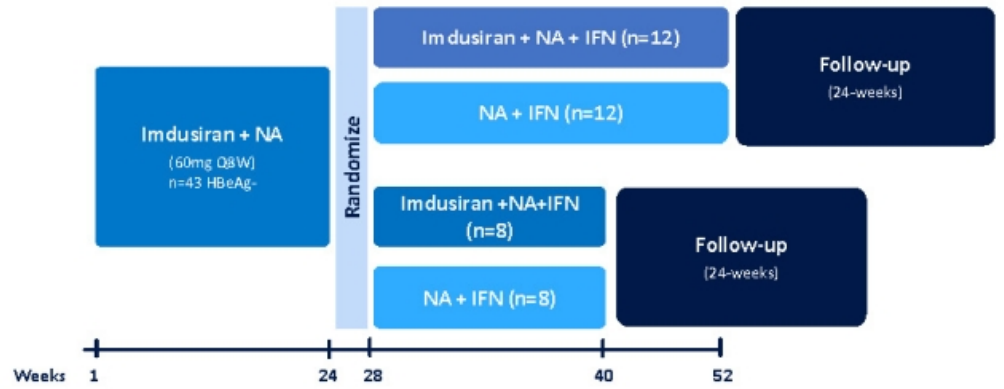 Imdusiran + NA
(60mg Q8W)
n=43 HBeAg-
Randomize
Imdusiran + NA + IFN (n=12)
NA + IFN (n=12)
Follow-up
(24-weeks)
Imdusiran +NA+IFN
(n=8)
NA + IFN (n=8)
Follow-up
(24-weeks)
Weeks 1 24 28 40 52